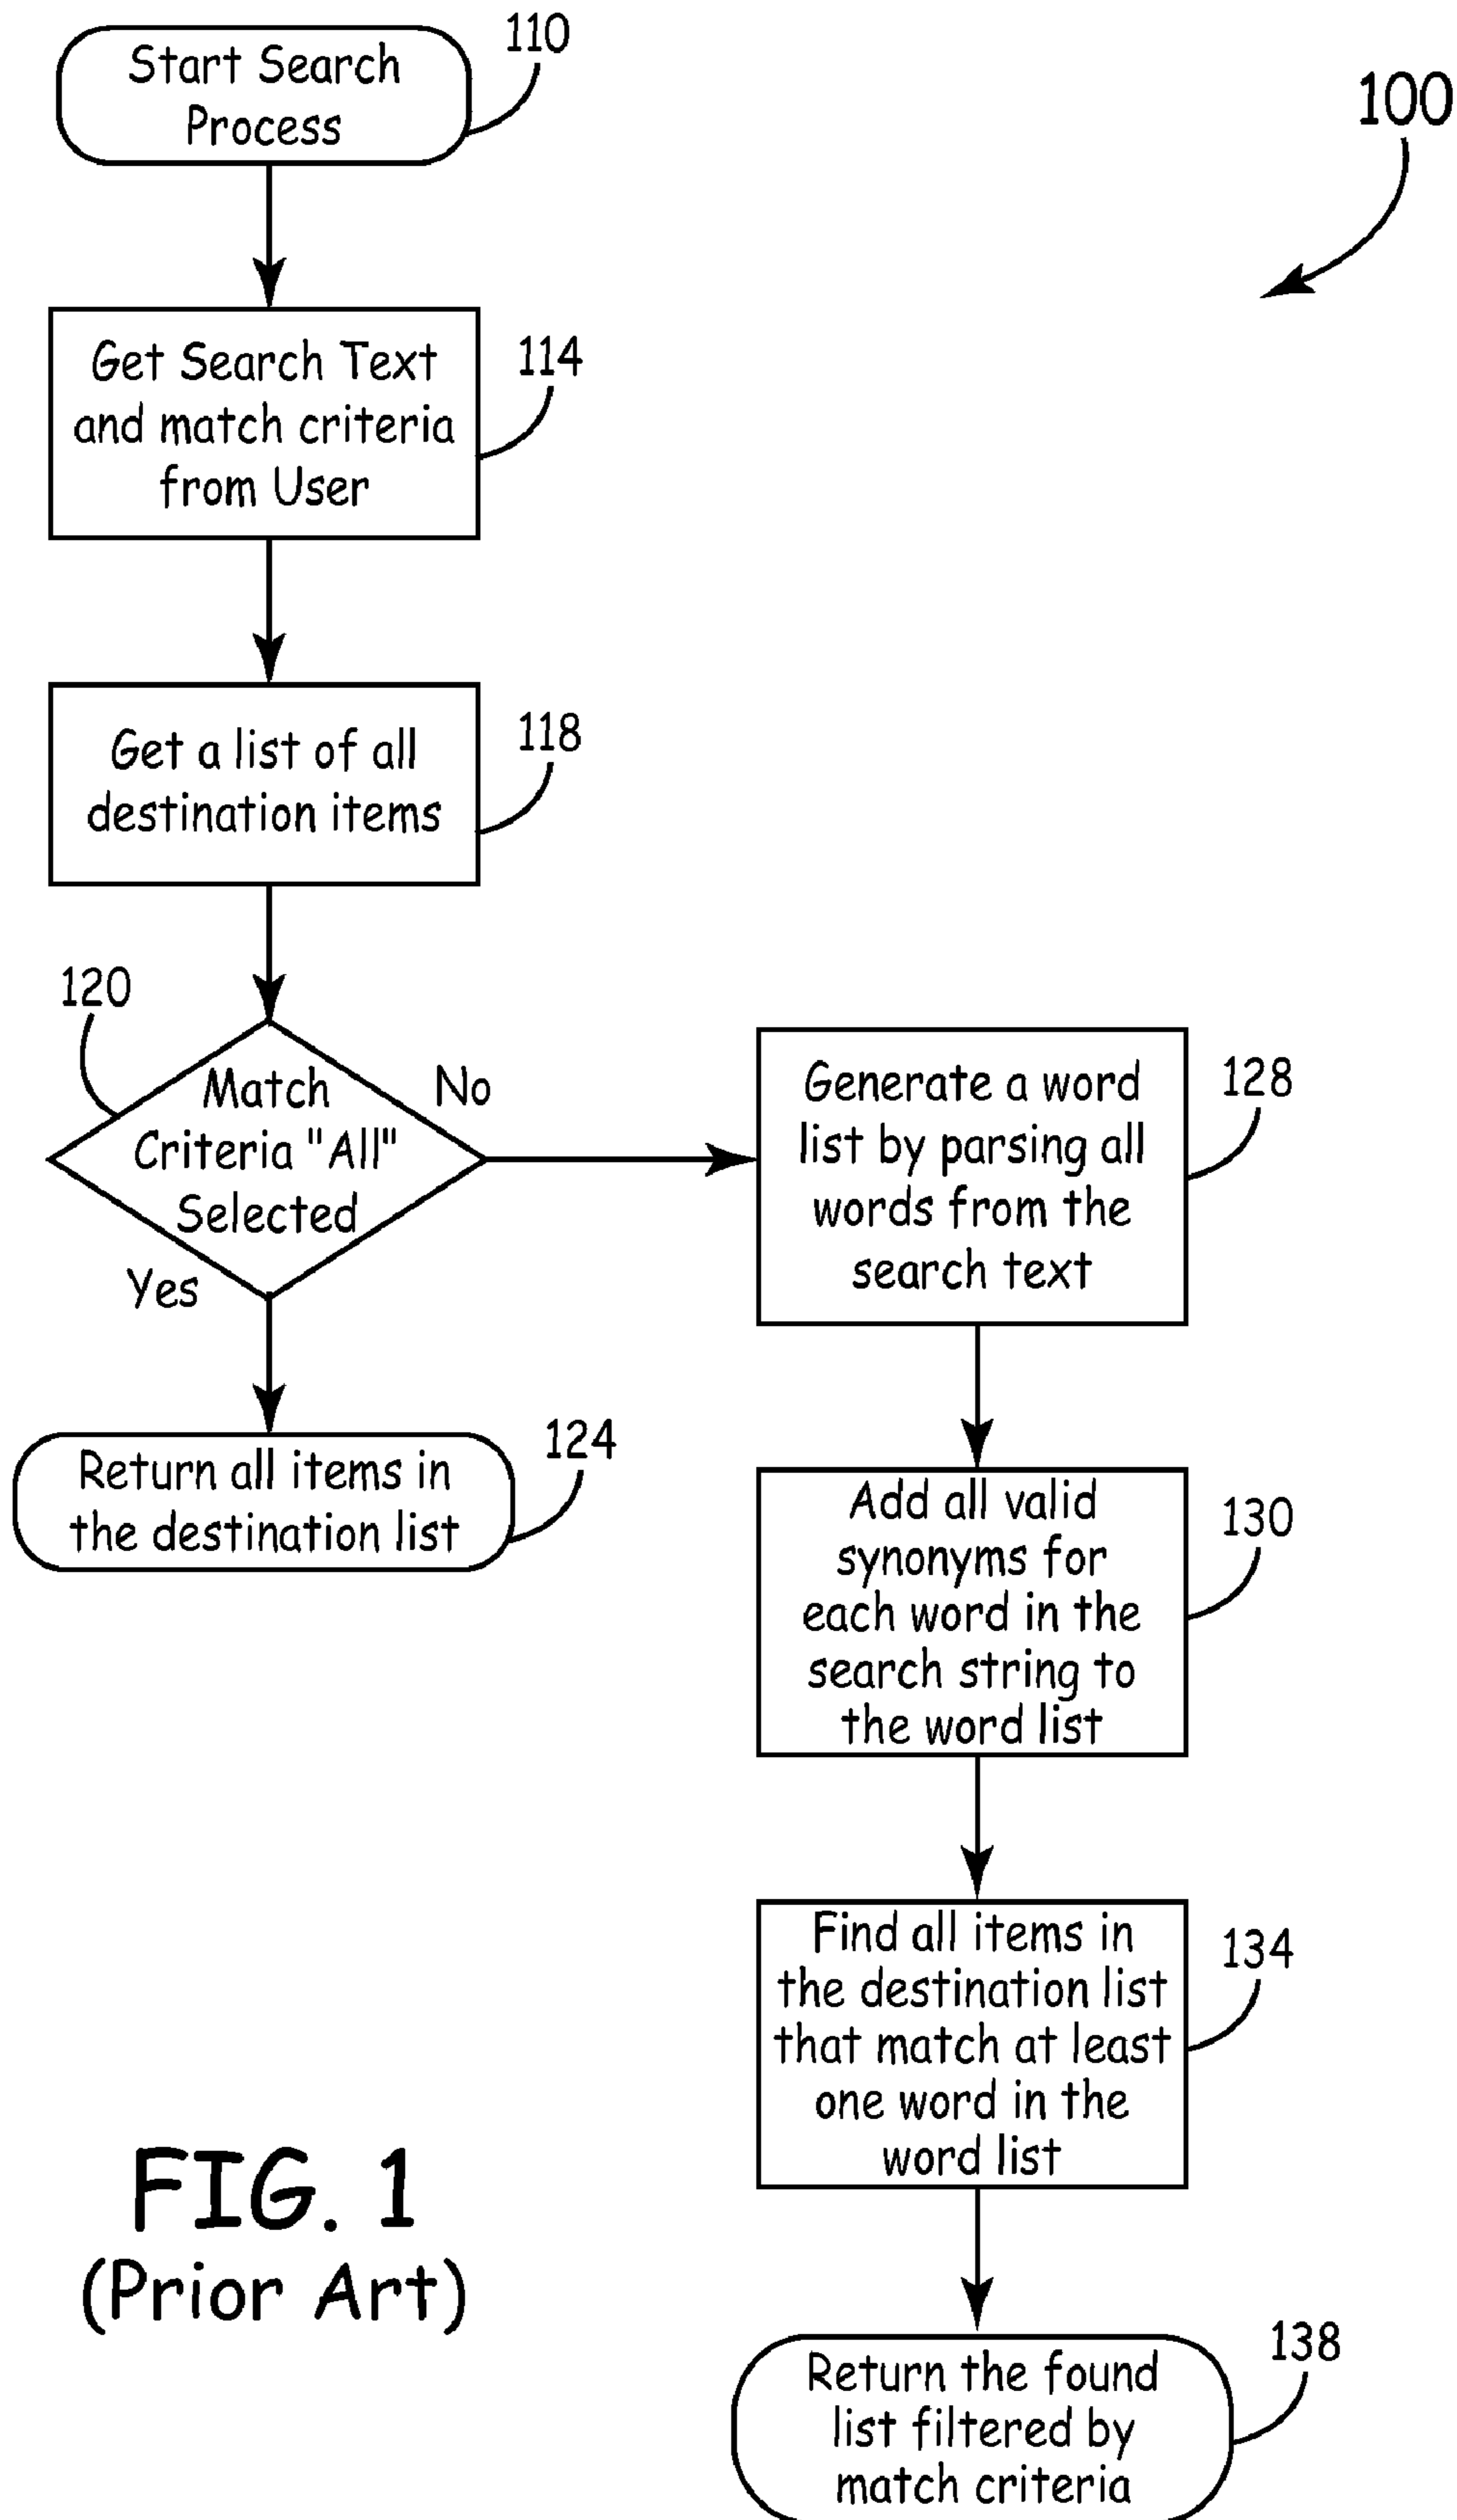 Start Search
Process
110
100
Get Search Text
and match criteria
from User
114
Get a list of all
destination items
118
120
Match
Criteria "All"
Selected
No
Yes
Return all items in
the destination list
124
Generate a word
list by parsing all
words from the
search text
128
Add all valid
synonyms for
each word in the
search string to
the word list
130
Find all items in
the destination list
that match at least
one word in the
word list
134
Return the found
list filtered by
match criteria
138
FIG. 1
(Prior Art)